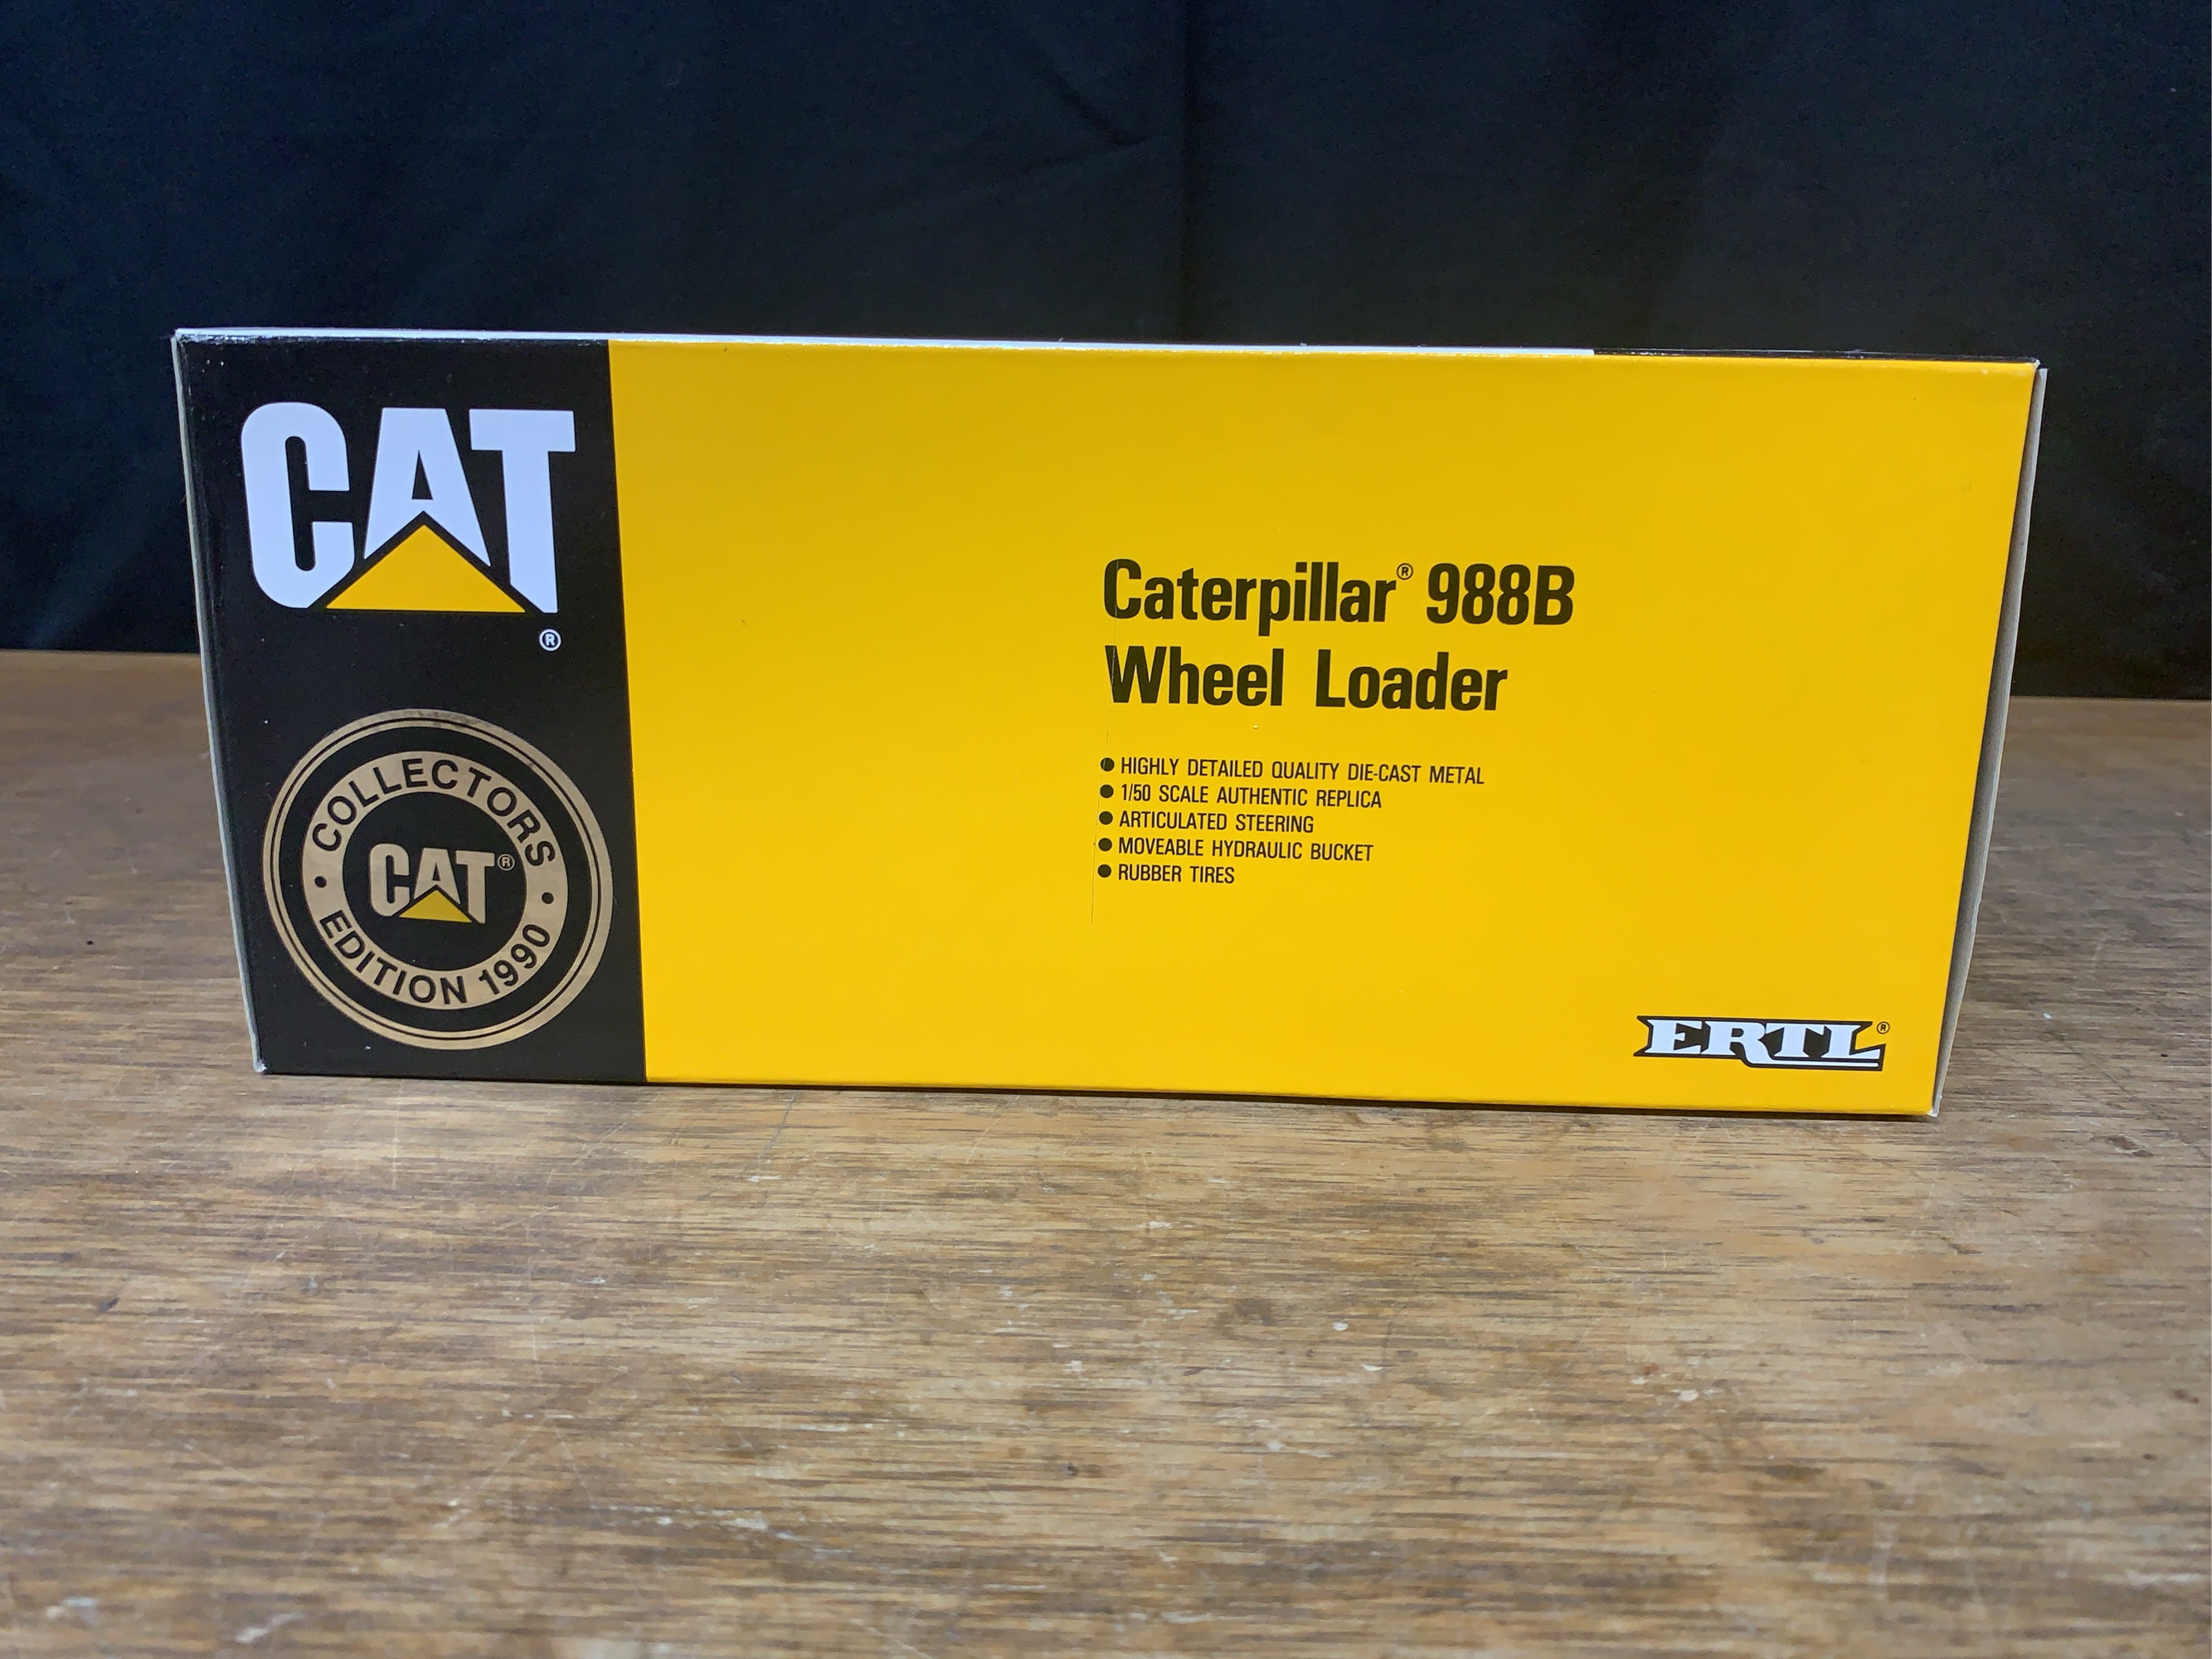 CAT
®
COLLECTORS
CAT®
• EDITION 1990 •
Caterpillar® 988B
Wheel Loader
● HIGHLY DETAILED QUALITY DIE-CAST METAL
● 1/50 SCALE AUTHENTIC REPLICA
● ARTICULATED STEERING
● MOVEABLE HYDRAULIC BUCKET
● RUBBER TIRES
ERTL®